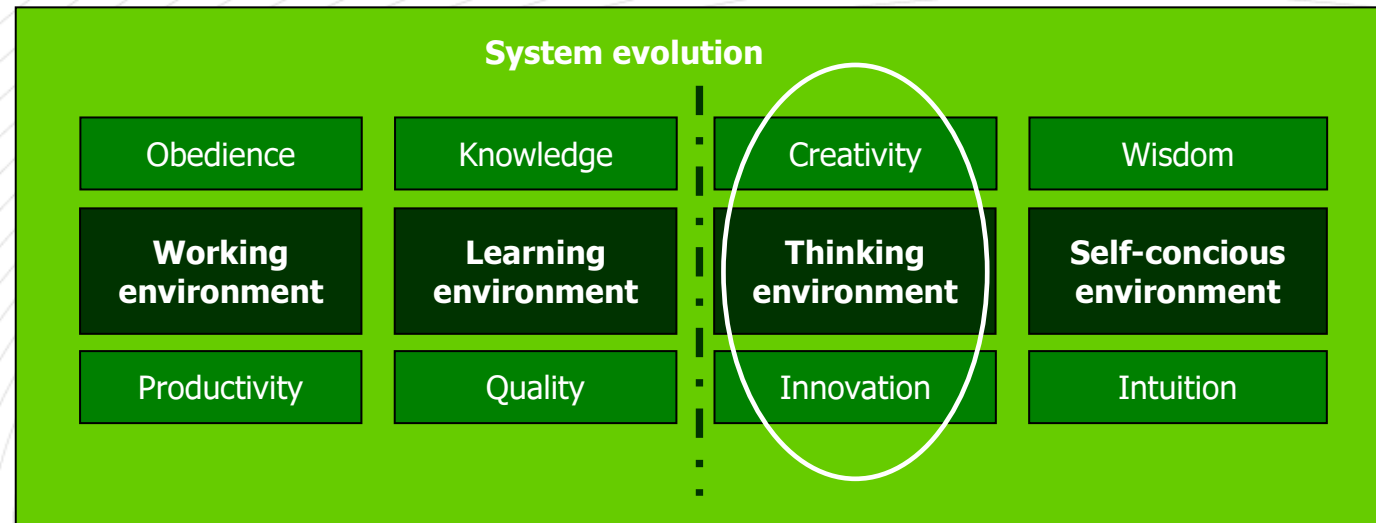 System evolution
Obedience
Knowledge
Creativity
Wisdom
Working
environment
Learning
environment
Thinking
environment
Self-concious
environment
Productivity
Quality
Innovation
Intuition